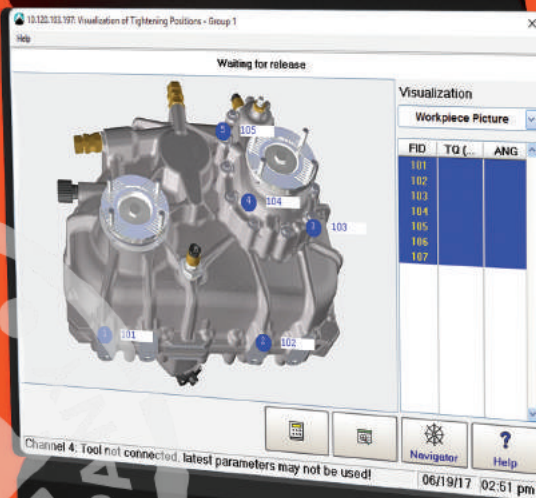 10.120.103.197: Visualization of Tightening Positions - Group 1
Help
Waiting for release
Visualization
Workpiece Picture
FID TQ (... ANG
101
102
103
104
105
106
107
5 105
4 104
3 103
1 101
2 102
Navigator
Help
Channel 4: Tool not connected, latest parameters may not be used!
06/19/17 02:51 pm